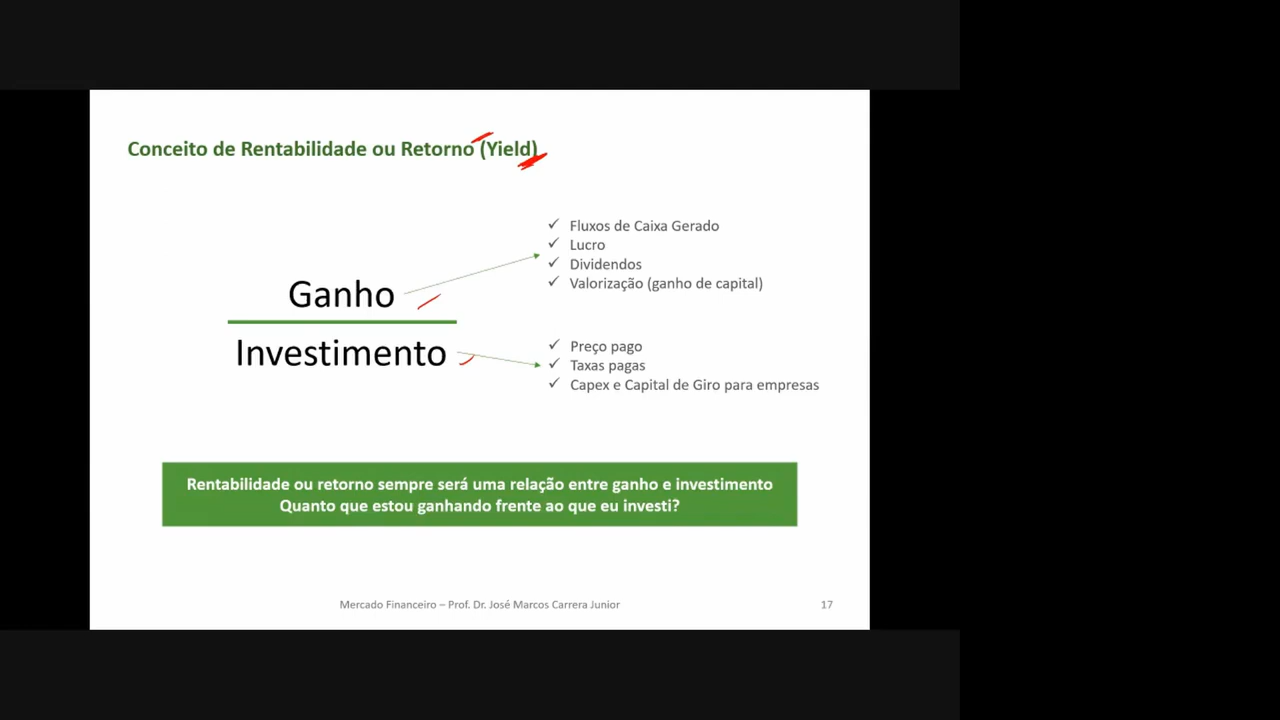 Conceito de Rentabilidade ou Retorno (Yield)
Ganho
Investimento
✓ Fluxos de Caixa Gerado
✓ Lucro
✓ Dividendos
✓ Valorização (ganho de capital)
✓ Preço pago
✓ Taxas pagas
✓ Capex e Capital de Giro para empresas
Rentabilidade ou retorno sempre será uma relação entre ganho e investimento
Quanto que estou ganhando frente ao que eu investi?
Mercado Financeiro – Prof. Dr. José Marcos Carrera Junior
17